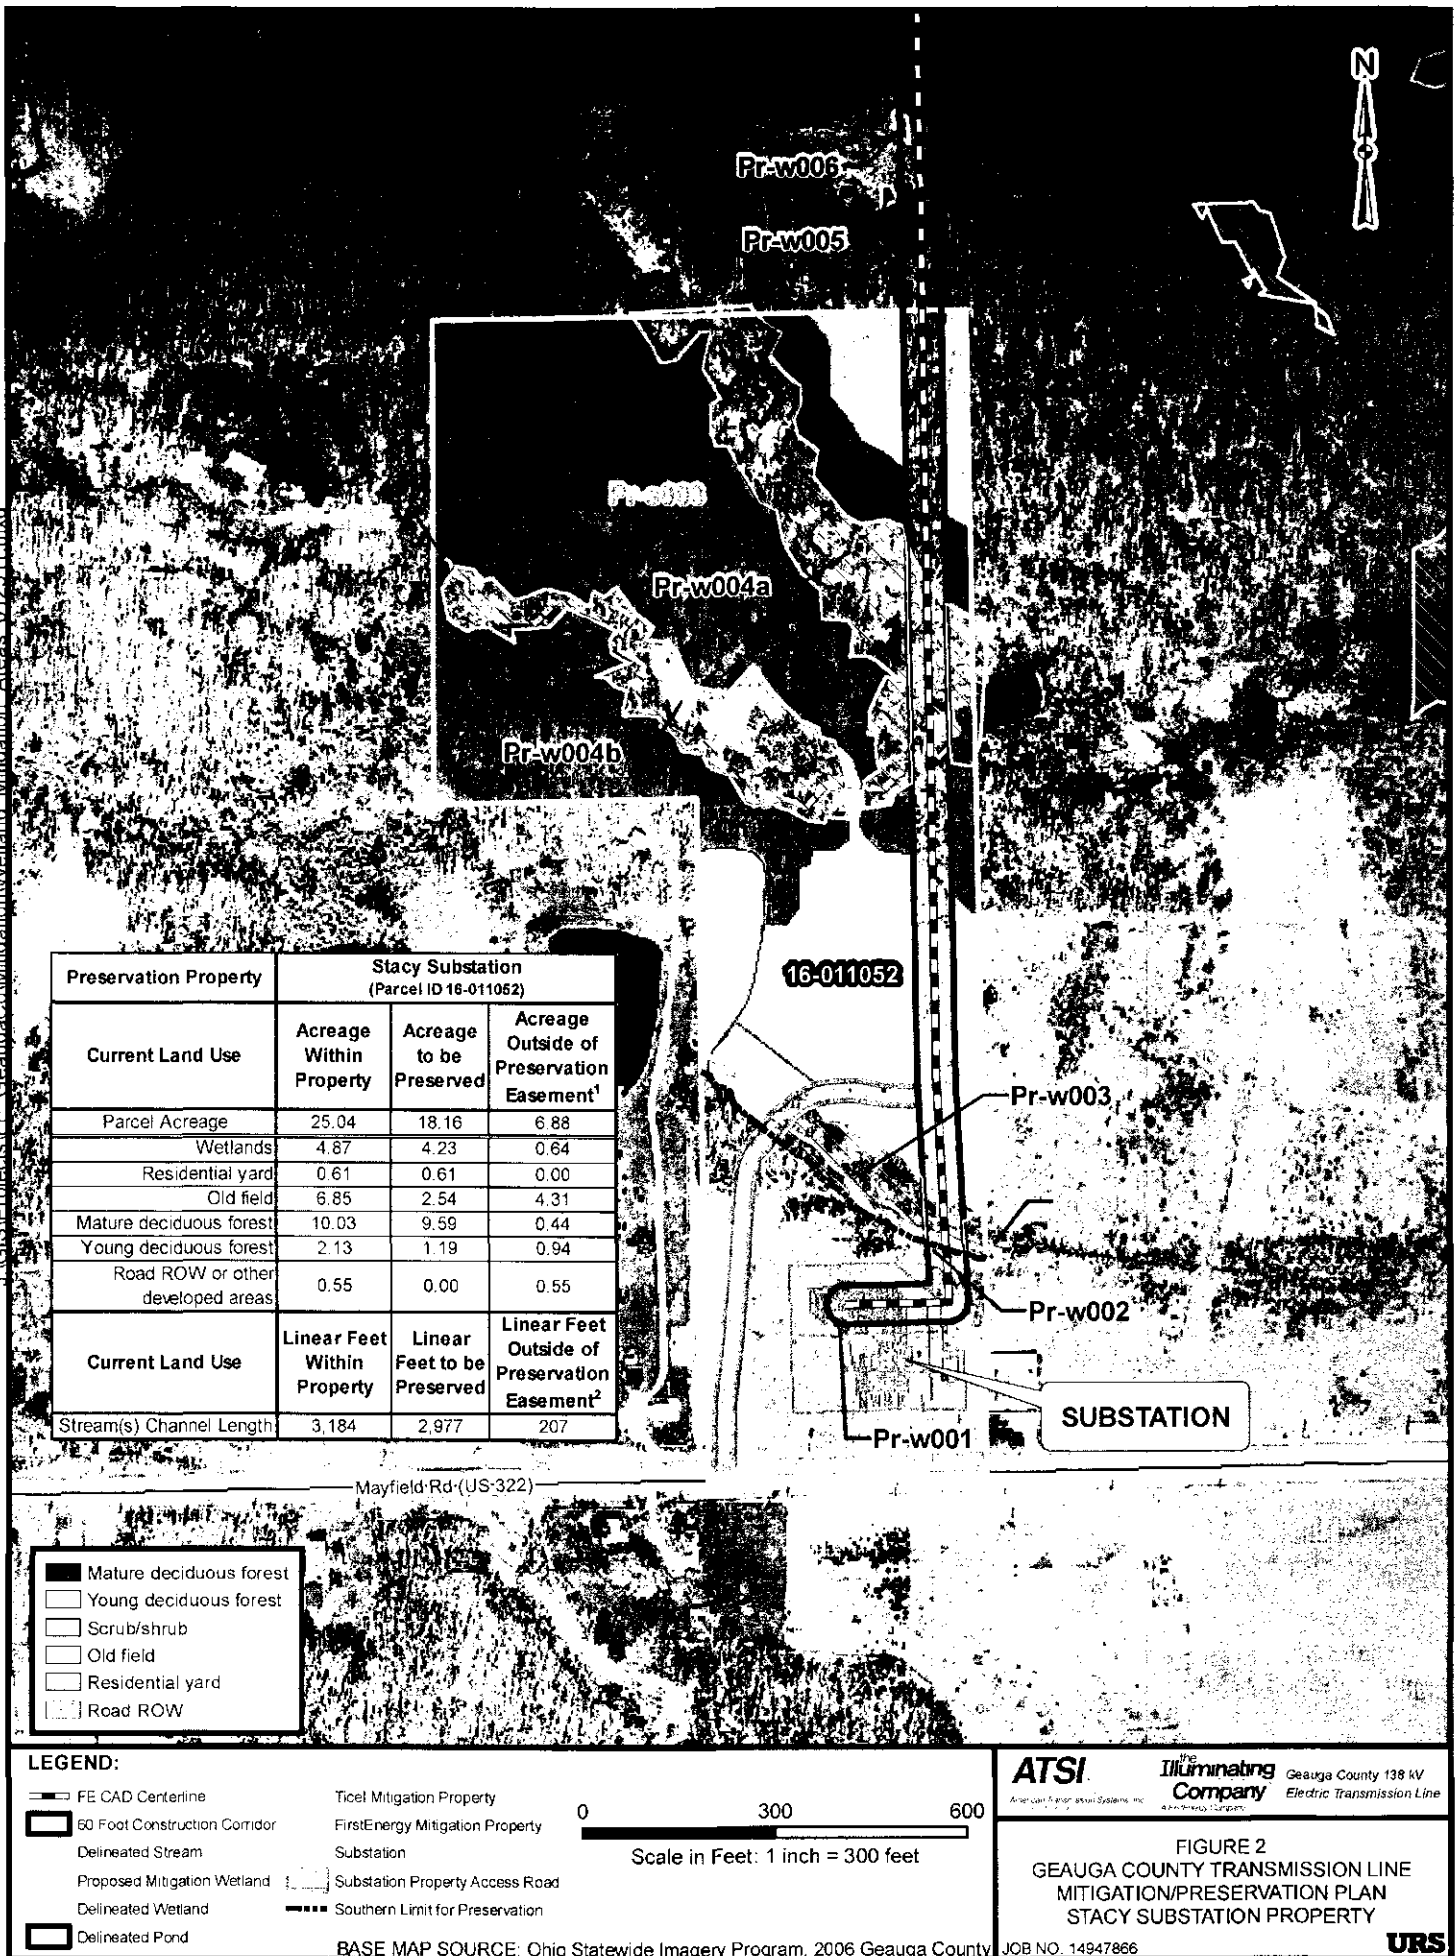 N
Pr-w006
Pr-w005
Pr-w004a
Pr-w004b
16-011052
Pr-w003
Pr-w002
SUBSTATION
Pr-w001
Mayfield Rd (US-322)
Preservation Property
Stacy Substation
(Parcel ID 16-011052)
Current Land Use
Acreage Within Property
Acreage to be Preserved
Acreage Outside of Preservation Easement¹
Parcel Acreage 25.04 18.16 6.88
Wetlands 4.87 4.23 0.64
Residential yard 0.61 0.61 0.00
Old field 6.85 2.54 4.31
Mature deciduous forest 10.03 9.59 0.44
Young deciduous forest 2.13 1.19 0.94
Road ROW or other developed areas 0.55 0.00 0.55
Current Land Use
Linear Feet Within Property
Linear Feet to be Preserved
Linear Feet Outside of Preservation Easement²
Stream(s) Channel Length 3,184 2,977 207
Mature deciduous forest
Young deciduous forest
Scrub/shrub
Old field
Residential yard
Road ROW
LEGEND:
FE CAD Centerline
60 Foot Construction Corridor
Delineated Stream
Proposed Mitigation Wetland
Delineated Wetland
Delineated Pond
Ticel Mitigation Property
FirstEnergy Mitigation Property
Substation
Substation Property Access Road
Southern Limit for Preservation
0 300 600
Scale in Feet: 1 inch = 300 feet
BASE MAP SOURCE: Ohio Statewide Imagery Program, 2006 Geauga County
ATSI
the Illuminating Company
Geauga County 138 kV
Electric Transmission Line
FIGURE 2
GEAUGA COUNTY TRANSMISSION LINE
MITIGATION/PRESERVATION PLAN
STACY SUBSTATION PROPERTY
JOB NO. 14947866
URS